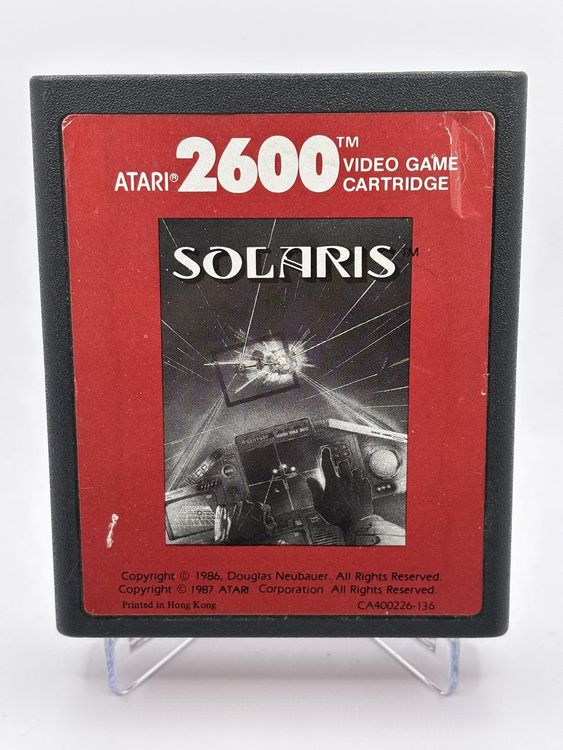 ATARI® 2600™ VIDEO GAME
CARTRIDGE
SOLARIS™
Copyright © 1986, Douglas Neubauer. All Rights Reserved.
Copyright © 1987 ATARI Corporation All Rights Reserved.
Printed in Hong Kong CA400226-136